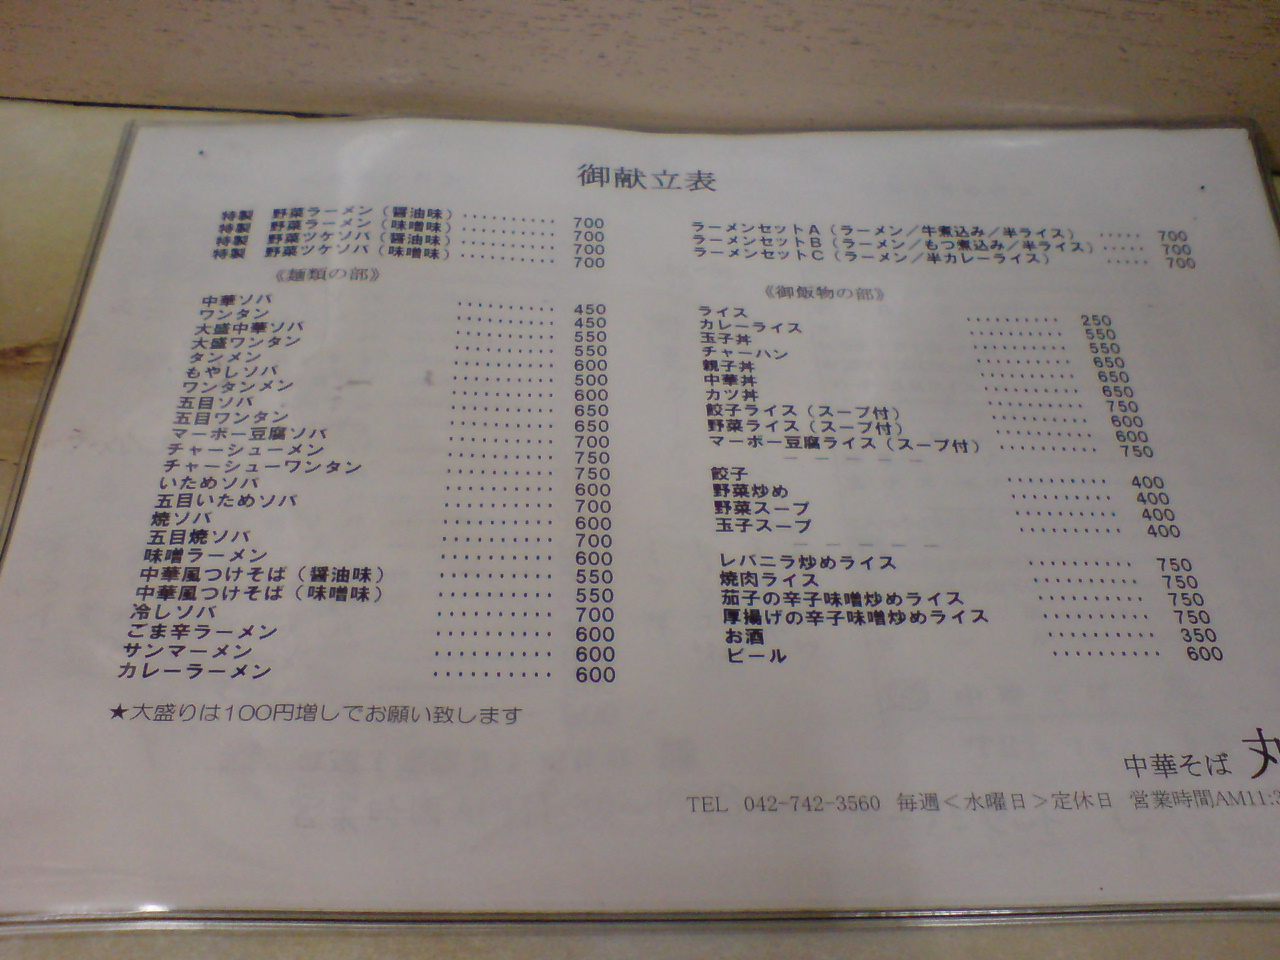 御献立表
特製 野菜ラーメン（醤油味） ・・・・・・・・・・ 700
特製 野菜ラーメン（味噌味） ・・・・・・・・・・ 700
特製 野菜ツケソバ（醤油味） ・・・・・・・・・・ 700
特製 野菜ツケソバ（味噌味） ・・・・・・・・・・ 700
《麺類の部》
中華ソバ ・・・・・・・・・・ 450
ワンタン ・・・・・・・・・・ 450
大盛中華ソバ ・・・・・・・・・・ 550
大盛ワンタン ・・・・・・・・・・ 550
タンメン ・・・・・・・・・・ 600
もやしソバ ・・・・・・・・・・ 500
ワンタンメン ・・・・・・・・・・ 600
五目ソバ ・・・・・・・・・・ 650
五目ワンタン ・・・・・・・・・・ 650
マーボー豆腐ソバ ・・・・・・・・・・ 700
チャーシューメン ・・・・・・・・・・ 750
チャーシューワンタン ・・・・・・・・・・ 750
いためソバ ・・・・・・・・・・ 600
五目いためソバ ・・・・・・・・・・ 700
焼ソバ ・・・・・・・・・・ 600
五目焼ソバ ・・・・・・・・・・ 700
味噌ラーメン ・・・・・・・・・・ 600
中華風つけそば（醤油味） ・・・・・・・・・・ 550
中華風つけそば（味噌味） ・・・・・・・・・・ 550
冷しソバ ・・・・・・・・・・ 700
ごま辛ラーメン ・・・・・・・・・・ 600
サンマーメン ・・・・・・・・・・ 600
カレーラーメン ・・・・・・・・・・ 600
★大盛りは100円増しでお願い致します
ラーメンセットA（ラーメン／牛煮込み／半ライス） ・・・・・ 700
ラーメンセットB（ラーメン／もつ煮込み／半ライス） ・・・・・ 700
ラーメンセットC（ラーメン／半カレーライス） ・・・・・ 700
《御飯物の部》
ライス ・・・・・・・・・・ 250
カレーライス ・・・・・・・・・・ 550
玉子丼 ・・・・・・・・・・ 550
チャーハン ・・・・・・・・・・ 650
親子丼 ・・・・・・・・・・ 650
中華丼 ・・・・・・・・・・ 650
カツ丼 ・・・・・・・・・・ 750
餃子ライス（スープ付） ・・・・・・・・・・ 600
野菜ライス（スープ付） ・・・・・・・・・・ 600
マーボー豆腐ライス（スープ付） ・・・・・・・・・・ 750
餃子 ・・・・・・・・・・ 400
野菜炒め ・・・・・・・・・・ 400
野菜スープ ・・・・・・・・・・ 400
玉子スープ ・・・・・・・・・・ 400
レバニラ炒めライス ・・・・・・・・・・ 750
焼肉ライス ・・・・・・・・・・ 750
茄子の辛子味噌炒めライス ・・・・・・・・・・ 750
厚揚げの辛子味噌炒めライス ・・・・・・・・・・ 750
お酒 ・・・・・・・・・・ 350
ビール ・・・・・・・・・・ 600
中華そば 丸
TEL 042-742-3560 毎週＜水曜日＞定休日 営業時間AM11:3